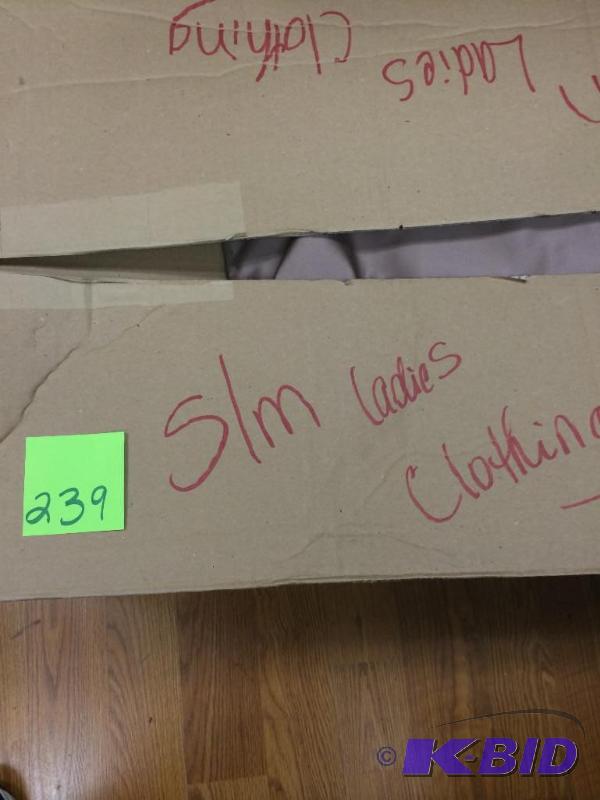 Ladies
Clothing
S/m ladies
Clothing
239
© K-BID